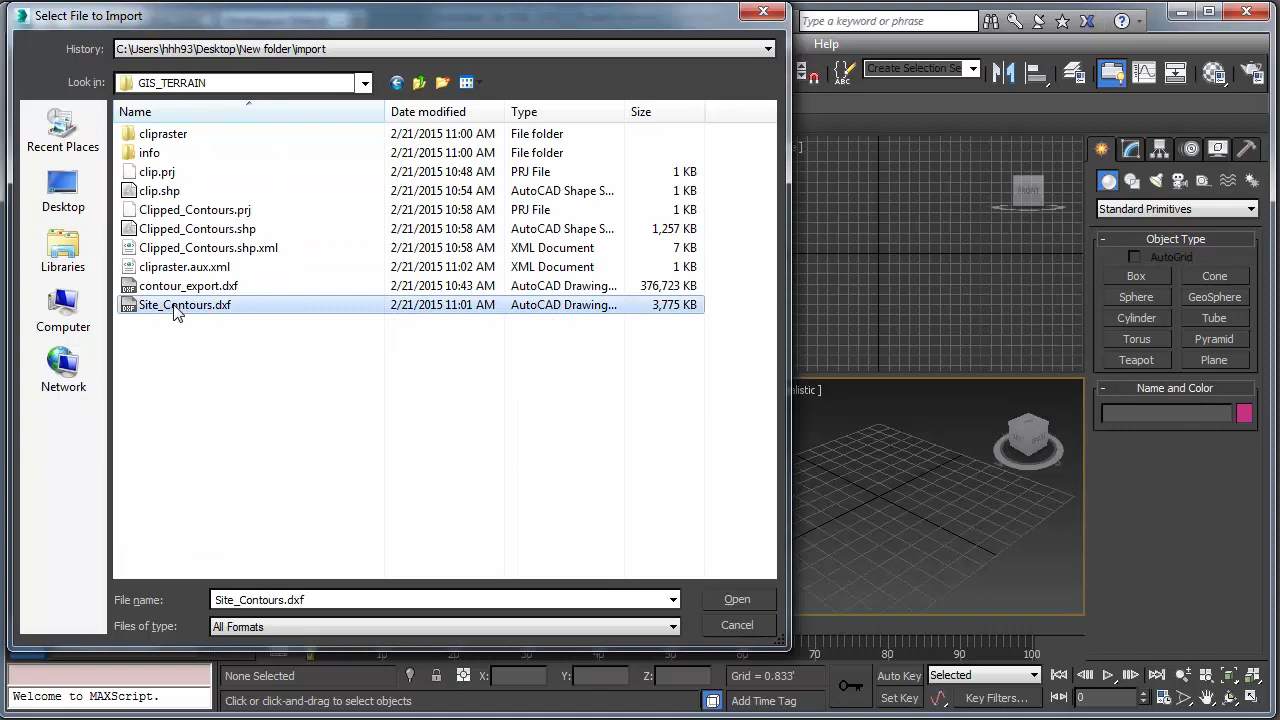 Select File to Import
Type a keyword or phrase
History: C:\Users\hhh93\Desktop\New folder\import
Help
Look in: GIS_TERRAIN
Create Selection Se
Name Date modified Type Size
clipraster 2/21/2015 11:00 AM File folder
info 2/21/2015 11:00 AM File folder
clip.prj 2/21/2015 10:48 AM PRJ File 1 KB
clip.shp 2/21/2015 10:54 AM AutoCAD Shape S... 1 KB
Clipped_Contours.prj 2/21/2015 10:58 AM PRJ File 1 KB
Clipped_Contours.shp 2/21/2015 10:58 AM AutoCAD Shape S... 1,257 KB
Clipped_Contours.shp.xml 2/21/2015 10:58 AM XML Document 7 KB
clipraster.aux.xml 2/21/2015 11:02 AM XML Document 1 KB
contour_export.dxf 2/21/2015 10:43 AM AutoCAD Drawing... 376,723 KB
Site_Contours.dxf 2/21/2015 11:01 AM AutoCAD Drawing... 3,775 KB
Recent Places
Desktop
Libraries
Computer
Network
File name: Site_Contours.dxf Open
Files of type: All Formats Cancel
FRONT
Standard Primitives
Object Type
AutoGrid
Box Cone
Sphere GeoSphere
Cylinder Tube
Torus Pyramid
Teapot Plane
Name and Color
alistic ]
70 80 90 100
None Selected X: Y: Z: Grid = 0.833' Auto Key Selected
Welcome to MAXScript. Click or click-and-drag to select objects Add Time Tag Set Key Key Filters... 0